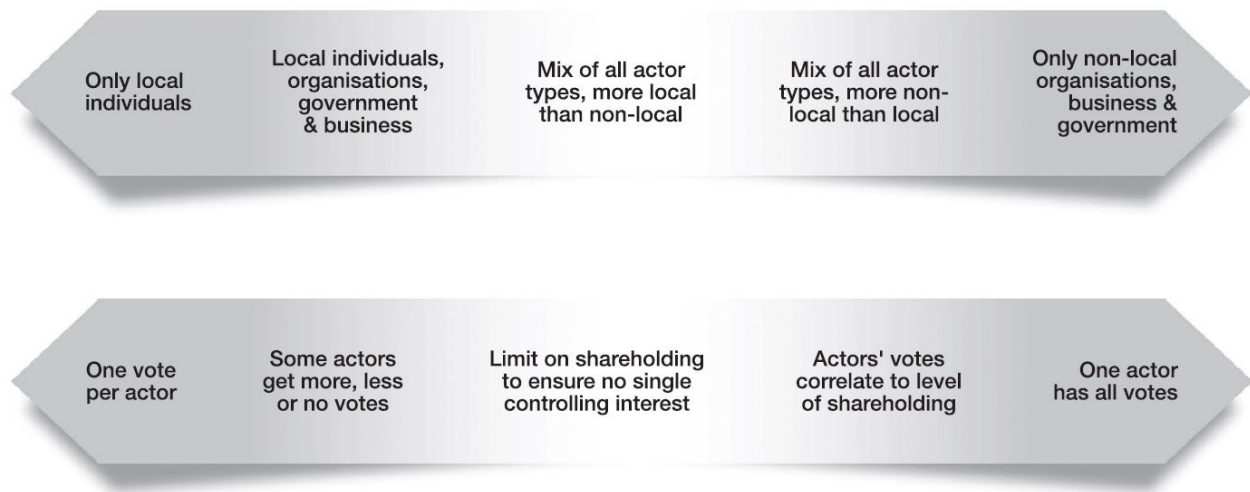 Only local
individuals
Local individuals,
organisations,
government
& business
Mix of all actor
types, more local
than non-local
Mix of all actor
types, more non-
local than local
Only non-local
organisations,
business &
government
One vote
per actor
Some actors
get more, less
or no votes
Limit on shareholding
to ensure no single
controlling interest
Actors' votes
correlate to level
of shareholding
One actor
has all votes